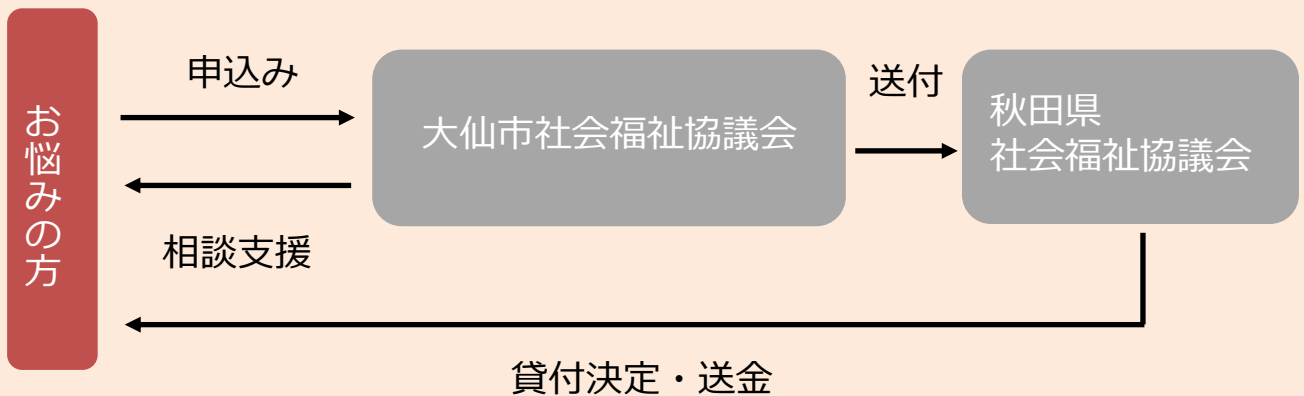 お悩みの方
申込み
相談支援
大仙市社会福祉協議会
送付
秋田県
社会福祉協議会
貸付決定・送金